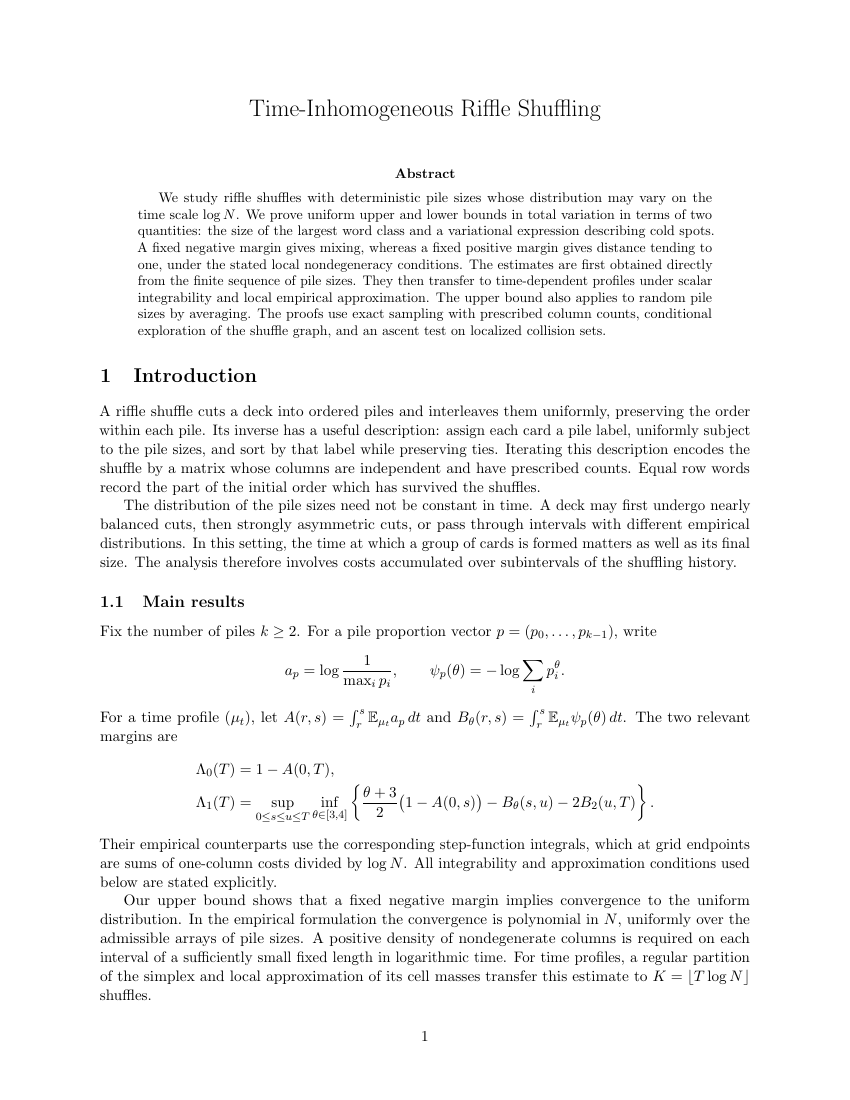 Time-Inhomogeneous Riffle Shuffling
Abstract
We study riffle shuffles with deterministic pile sizes whose distribution may vary on the
time scale log N. We prove uniform upper and lower bounds in total variation in terms of two
quantities: the size of the largest word class and a variational expression describing cold spots.
A fixed negative margin gives mixing, whereas a fixed positive margin gives distance tending to
one, under the stated local nondegeneracy conditions. The estimates are first obtained directly
from the finite sequence of pile sizes. They then transfer to time-dependent profiles under scalar
integrability and local empirical approximation. The upper bound also applies to random pile
sizes by averaging. The proofs use exact sampling with prescribed column counts, conditional
exploration of the shuffle graph, and an ascent test on localized collision sets.
1 Introduction
A riffle shuffle cuts a deck into ordered piles and interleaves them uniformly, preserving the order
within each pile. Its inverse has a useful description: assign each card a pile label, uniformly subject
to the pile sizes, and sort by that label while preserving ties. Iterating this description encodes the
shuffle by a matrix whose columns are independent and have prescribed counts. Equal row words
record the part of the initial order which has survived the shuffles.
The distribution of the pile sizes need not be constant in time. A deck may first undergo nearly
balanced cuts, then strongly asymmetric cuts, or pass through intervals with different empirical
distributions. In this setting, the time at which a group of cards is formed matters as well as its final
size. The analysis therefore involves costs accumulated over subintervals of the shuffling history.
1.1 Main results
Fix the number of piles k ≥ 2. For a pile proportion vector p = (p_0, . . . , p_{k−1}), write
a_p = log \frac{1}{\max_i p_i}, ψ_p(θ) = − log ∑_i p_i^θ.
For a time profile (μ_t), let A(r, s) = ∫_r^s 𝔼_{μ_t} a_p dt and B_θ(r, s) = ∫_r^s 𝔼_{μ_t} ψ_p(θ) dt. The two relevant
margins are
Λ_0(T) = 1 − A(0, T),
Λ_1(T) = sup_{0≤s≤u≤T} inf_{θ∈[3,4]} { \frac{θ + 3}{2} (1 − A(0, s)) − B_θ(s, u) − 2B_2(u, T) } .
Their empirical counterparts use the corresponding step-function integrals, which at grid endpoints
are sums of one-column costs divided by log N. All integrability and approximation conditions used
below are stated explicitly.
Our upper bound shows that a fixed negative margin implies convergence to the uniform
distribution. In the empirical formulation the convergence is polynomial in N, uniformly over the
admissible arrays of pile sizes. A positive density of nondegenerate columns is required on each
interval of a sufficiently small fixed length in logarithmic time. For time profiles, a regular partition
of the simplex and local approximation of its cell masses transfer this estimate to K = ⌊T log N⌋
shuffles.
1